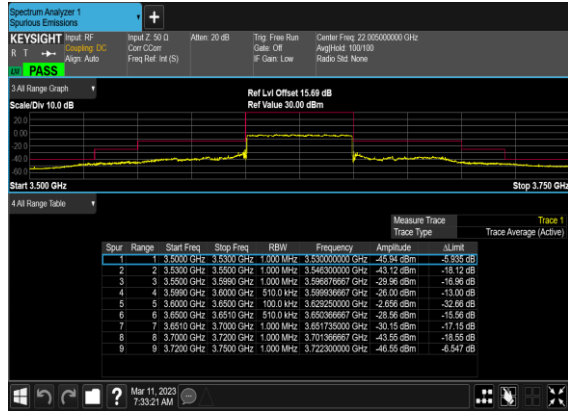 Spectrum Analyzer 1
Spurious Emissions
KEYSIGHT Input: RF Input Z: 50 Ω Atten: 20 dB Trig: Free Run Center Freq: 22.005000000 GHz
R T Coupling: DC Corr CCorr Gate: Off Avg|Hold: 100/100
Align: Auto Freq Ref: Int (S) IF Gain: Low Radio Std: None
PASS
3 All Range Graph
Ref Lvl Offset 15.69 dB
Scale/Div 10.0 dB Ref Value 30.00 dBm
20.0
10.0
0.00
-20.0
-40.0
-60.0
Start 3.500 GHz Stop 3.750 GHz
4 All Range Table
Measure Trace Trace 1
Trace Type Trace Average (Active)
Spur Range Start Freq Stop Freq RBW Frequency Amplitude ΔLimit
1 1 3.5000 GHz 3.5300 GHz 1.000 MHz 3.530000000 GHz -45.94 dBm -5.935 dB
2 2 3.5300 GHz 3.5500 GHz 1.000 MHz 3.546300000 GHz -43.12 dBm -18.12 dB
3 3 3.5500 GHz 3.5990 GHz 1.000 MHz 3.596876667 GHz -29.96 dBm -16.96 dB
4 4 3.5990 GHz 3.6000 GHz 510.0 kHz 3.599936667 GHz -26.00 dBm -13.00 dB
5 5 3.6000 GHz 3.6500 GHz 100.0 kHz 3.629250000 GHz -2.656 dBm -32.66 dB
6 6 3.6500 GHz 3.6510 GHz 510.0 kHz 3.650366667 GHz -28.56 dBm -15.56 dB
7 7 3.6510 GHz 3.7000 GHz 1.000 MHz 3.651735000 GHz -30.15 dBm -17.15 dB
8 8 3.7000 GHz 3.7200 GHz 1.000 MHz 3.701366667 GHz -43.55 dBm -18.55 dB
9 9 3.7200 GHz 3.7500 GHz 1.000 MHz 3.722300000 GHz -46.55 dBm -6.547 dB
Mar 11, 2023
7:33:21 AM